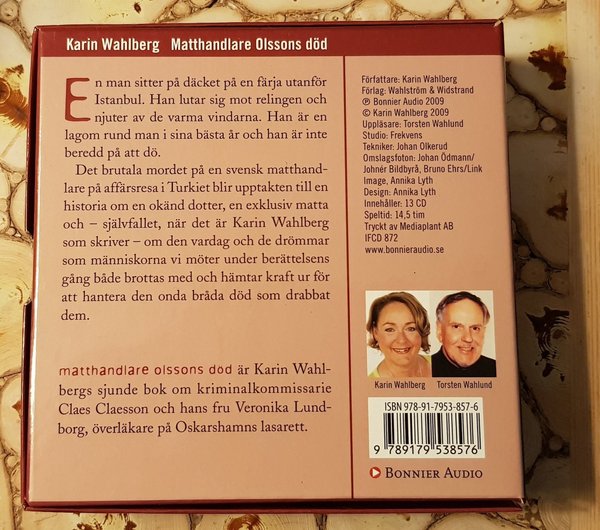 Karin Wahlberg Matthandlare Olssons död
En man sitter på däcket på en färja utanför
Istanbul. Han lutar sig mot relingen och
njuter av de varma vindarna. Han är en
lagom rund man i sina bästa år och han är inte
beredd på att dö.
Det brutala mordet på en svensk matthand-
lare på affärsresa i Turkiet blir upptakten till en
historia om en okänd dotter, en exklusiv matta
och – självfallet, när det är Karin Wahlberg
som skriver – om den vardag och de drömmar
som människorna vi möter under berättelsens
gång både brottas med och hämtar kraft ur för
att hantera den onda bråda död som drabbat
dem.
matthandlare olssons död är Karin Wahl-
bergs sjunde bok om kriminalkommissarie
Claes Claesson och hans fru Veronika Lund-
borg, överläkare på Oskarshamns lasarett.
Författare: Karin Wahlberg
Förlag: Wahlström & Widstrand
℗ Bonnier Audio 2009
© Karin Wahlberg 2009
Uppläsare: Torsten Wahlund
Studio: Frekvens
Tekniker: Johan Olkerud
Omslagsfoton: Johan Ödmann/
Johnér Bildbyrå, Bruno Ehrs/Link
Image, Annika Lyth
Design: Annika Lyth
Innehåller: 13 CD
Speltid: 14,5 tim
Tryckt av Mediaplant AB
IFCD 872
www.bonnieraudio.se
Karin Wahlberg Torsten Wahlund
ISBN 978-91-7953-857-6
9 789179 538576
Bonnier Audio